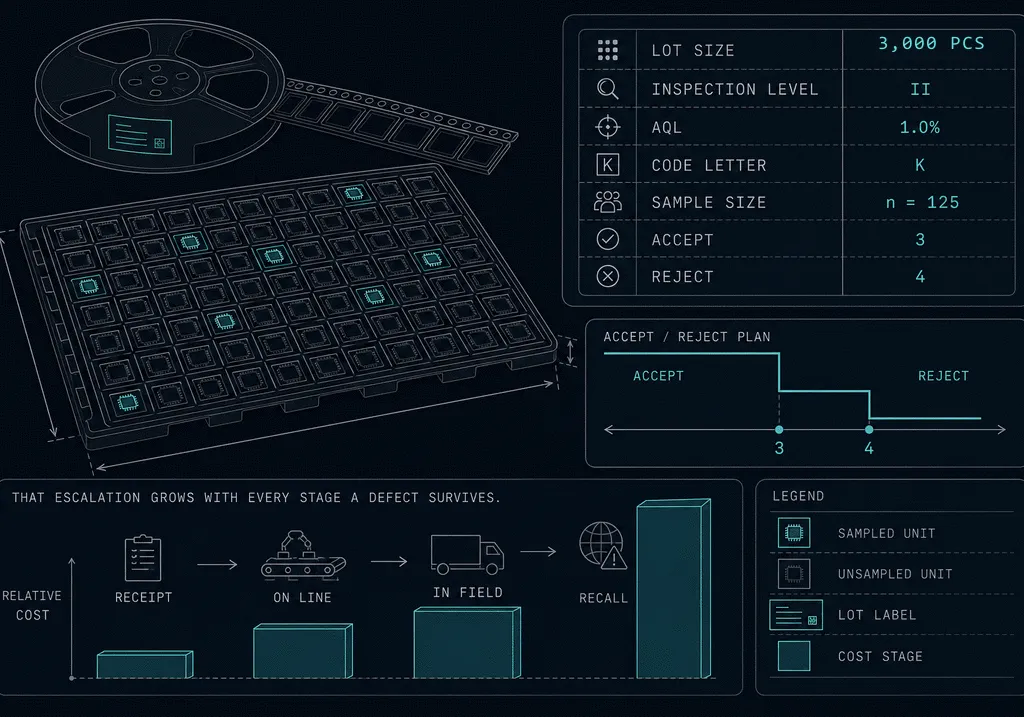 LOT SIZE 3,000 PCS
INSPECTION LEVEL II
AQL 1.0%
K CODE LETTER K
SAMPLE SIZE n = 125
ACCEPT 3
REJECT 4
ACCEPT / REJECT PLAN
ACCEPT REJECT
3 4
THAT ESCALATION GROWS WITH EVERY STAGE A DEFECT SURVIVES.
RELATIVE
COST
RECEIPT
ON LINE
IN FIELD
RECALL
LEGEND
SAMPLED UNIT
UNSAMPLED UNIT
LOT LABEL
COST STAGE